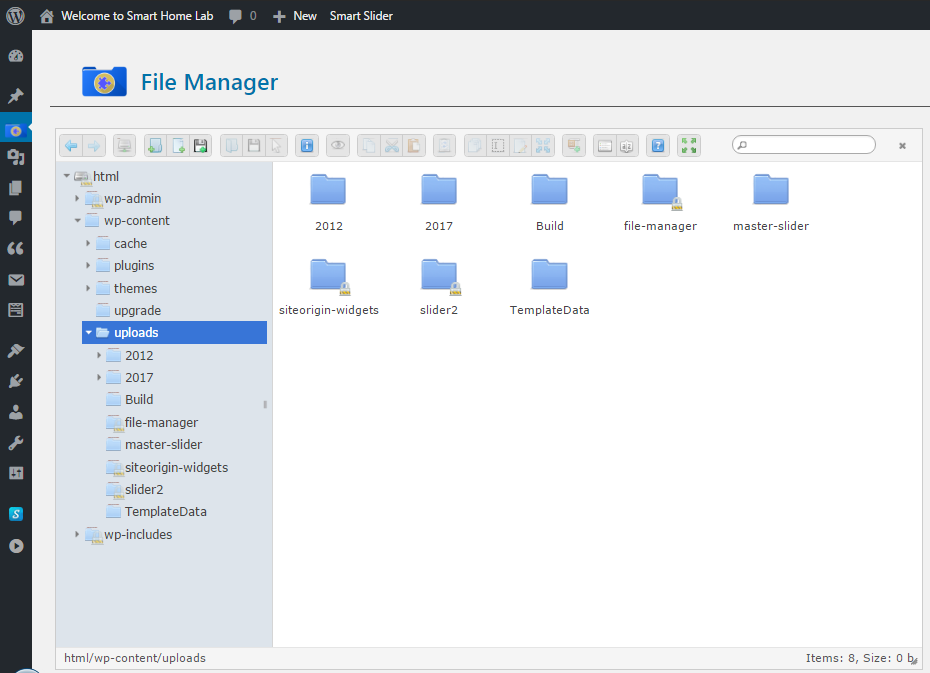 Welcome to Smart Home Lab 0 New Smart Slider
File Manager
html
wp-admin
wp-content
cache
plugins
themes
upgrade
uploads
2012
2017
Build
file-manager
master-slider
siteorigin-widgets
slider2
TemplateData
wp-includes
2012 2017 Build file-manager master-slider
siteorigin-widgets slider2 TemplateData
html/wp-content/uploads Items: 8, Size: 0 b